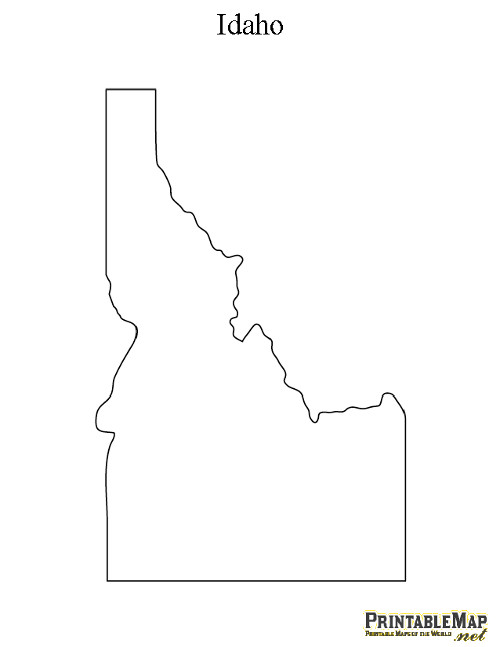 Idaho
PRINTABLEMAP
PRINTABLE MAPS OF THE WORLD
.net